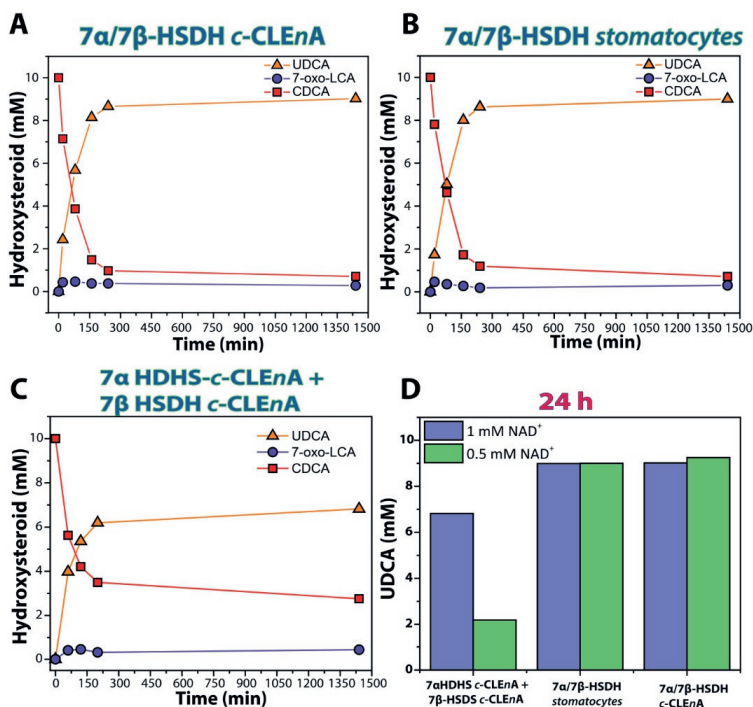 A
7α/7β-HSDH c-CLEnA
UDCA
7-oxo-LCA
CDCA
Hydroxysteroid (mM)
10
8
6
4
2
0
0 150 300 450 600 750 900 1050 1200 1350 1500
Time (min)
B
7α/7β-HSDH stomatocytes
UDCA
7-oxo-LCA
CDCA
Hydroxysteroid (mM)
10
8
6
4
2
0
0 150 300 450 600 750 900 1050 1200 1350 1500
Time (min)
C
7α HDHS-c-CLEnA +
7β HSDH c-CLEnA
UDCA
7-oxo-LCA
CDCA
Hydroxysteroid (mM)
10
8
6
4
2
0
0 150 300 450 600 750 900 1050 1200 1350 1500
Time (min)
D
24 h
1 mM NAD⁺
0.5 mM NAD⁺
UDCA (mM)
10
8
6
4
2
0
7αHDHS c-CLEnA +
7β-HSDS c-CLEnA
7α/7β-HSDH
stomatocytes
7α/7β-HSDH
c-CLEnA